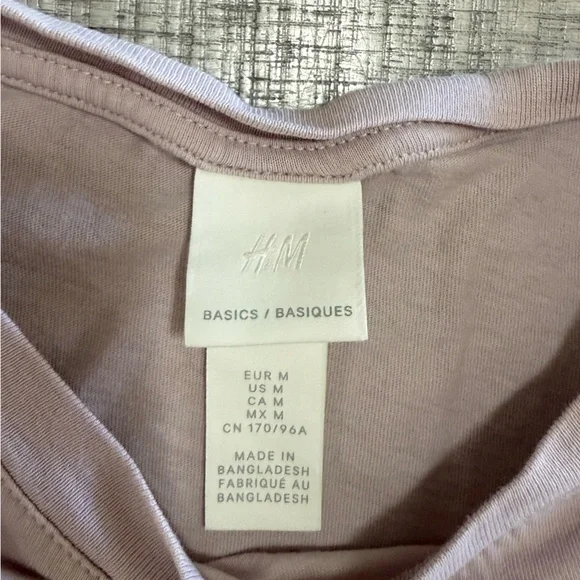 H&M
BASICS / BASIQUES
EUR M
US M
CA M
MX M
CN 170/96A
MADE IN
BANGLADESH
FABRIQUÉ AU
BANGLADESH